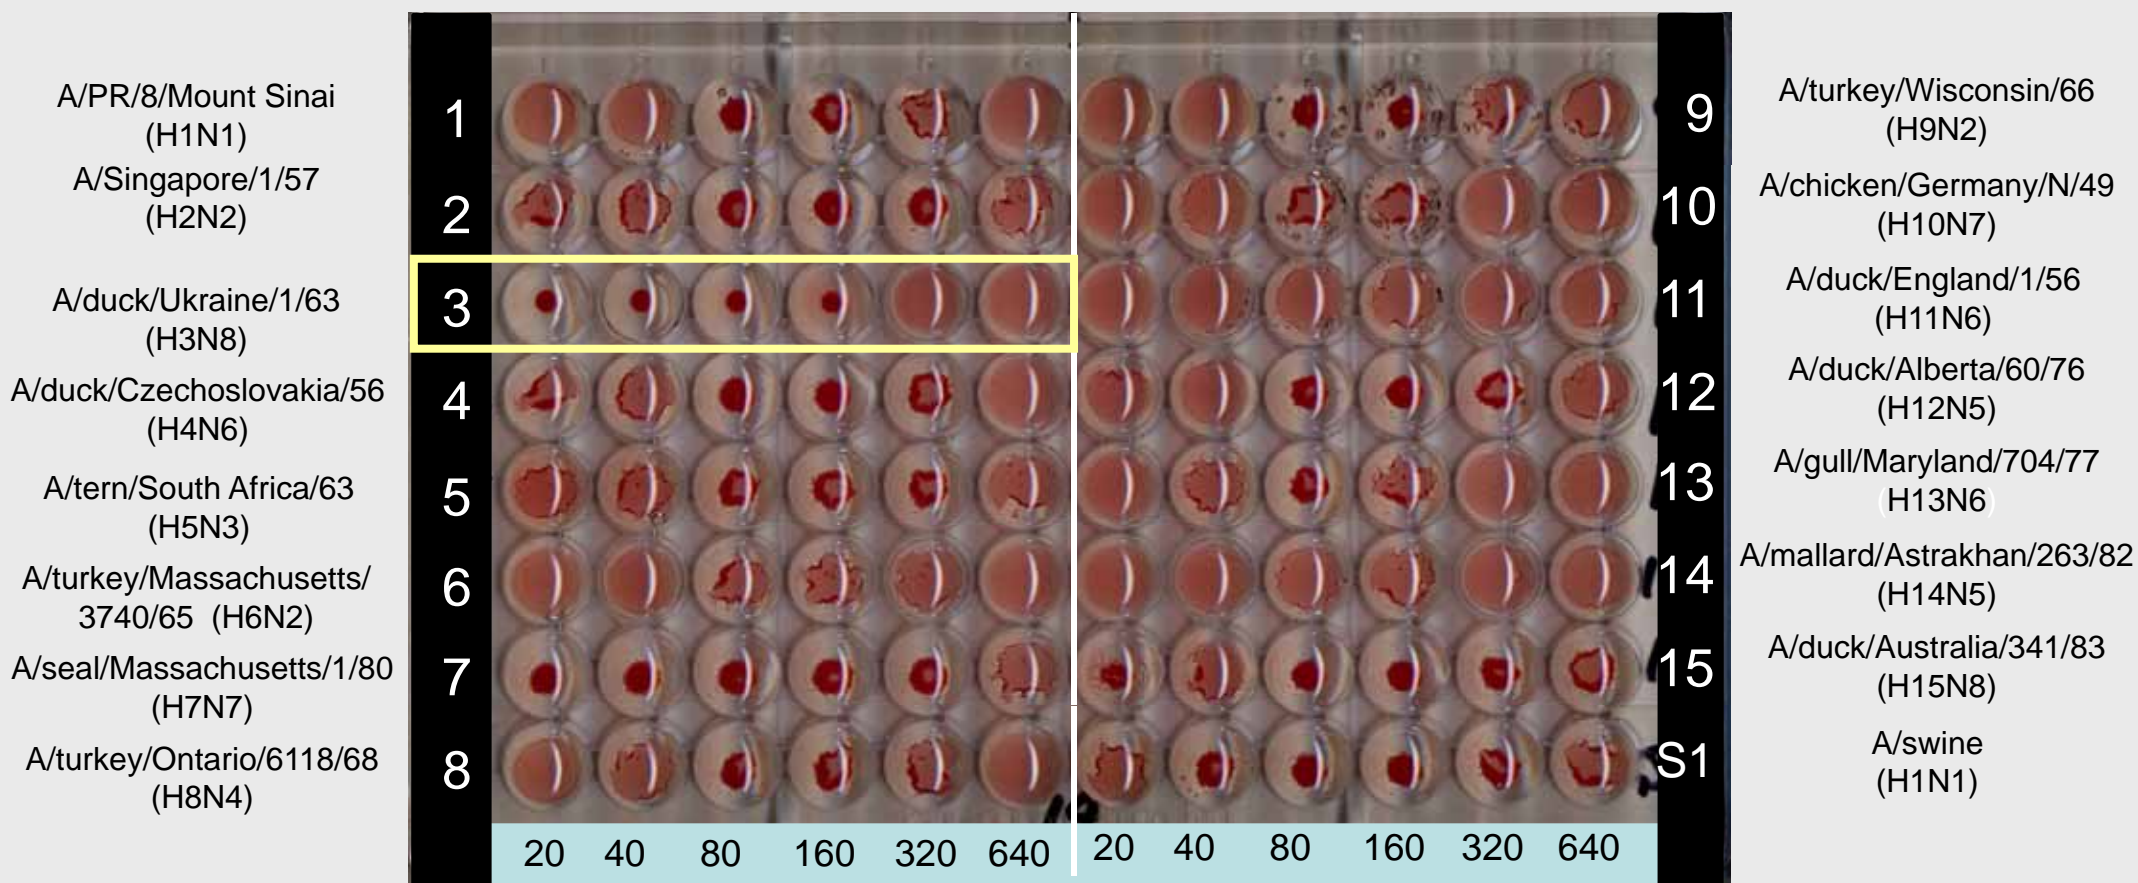 A/PR/8/Mount Sinai
(H1N1)
A/Singapore/1/57
(H2N2)
A/duck/Ukraine/1/63
(H3N8)
A/duck/Czechoslovakia/56
(H4N6)
A/tern/South Africa/63
(H5N3)
A/turkey/Massachusetts/
3740/65 (H6N2)
A/seal/Massachusetts/1/80
(H7N7)
A/turkey/Ontario/6118/68
(H8N4)
1
2
3
4
5
6
7
8
20 40 80 160 320 640
20 40 80 160 320 640
9
10
11
12
13
14
15
S1
A/turkey/Wisconsin/66
(H9N2)
A/chicken/Germany/N/49
(H10N7)
A/duck/England/1/56
(H11N6)
A/duck/Alberta/60/76
(H12N5)
A/gull/Maryland/704/77
(H13N6)
A/mallard/Astrakhan/263/82
(H14N5)
A/duck/Australia/341/83
(H15N8)
A/swine
(H1N1)